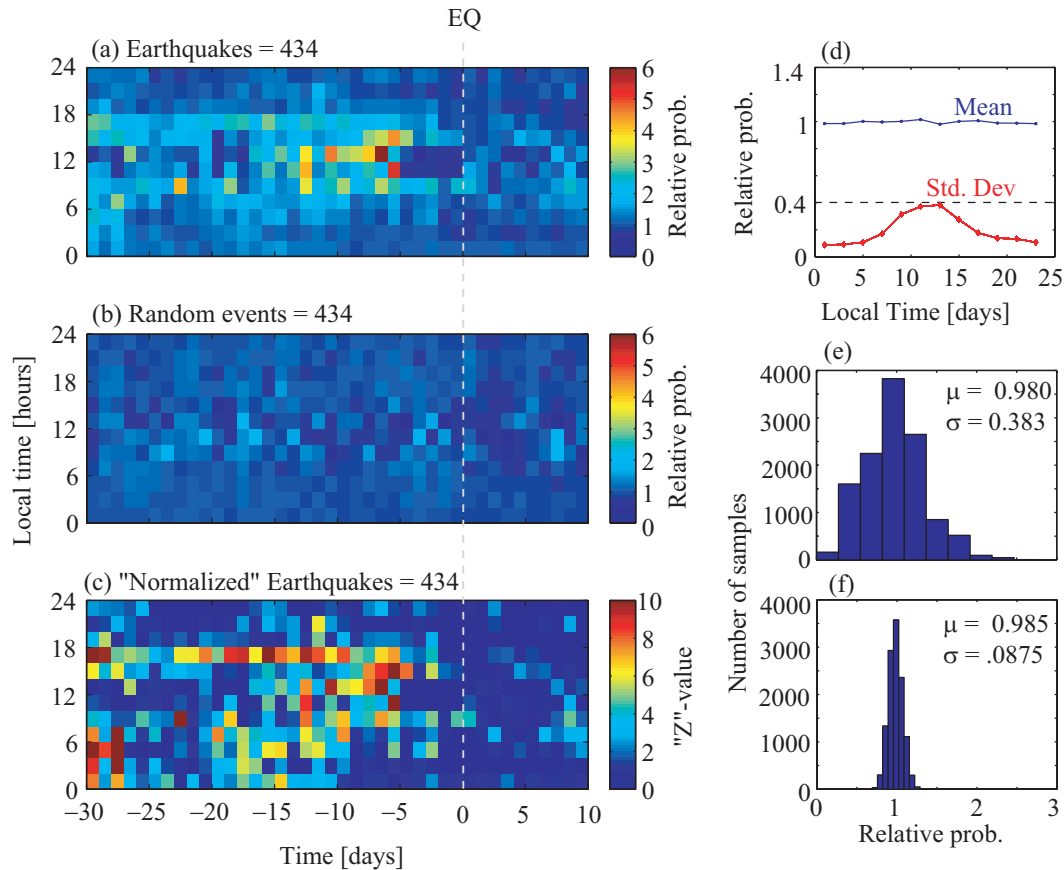 EQ
(a) Earthquakes = 434
24
18
12
6
0
6
5
4
3
2
1
0
Relative prob.
(b) Random events = 434
24
18
12
6
0
6
5
4
3
2
1
0
Relative prob.
Local time [hours]
(c) "Normalized" Earthquakes = 434
24
18
12
6
0
10
8
6
4
2
0
"Z"-value
−30 −25 −20 −15 −10 −5 0 5 10
Time [days]
(d)
1.4
1
0.4
0
Relative prob.
Mean
Std. Dev
0 5 10 15 20 25
Local Time [days]
(e)
4000
3000
2000
1000
0
μ = 0.980
σ = 0.383
Number of samples
(f)
4000
3000
2000
1000
0
μ = 0.985
σ = .0875
0 1 2 3
Relative prob.